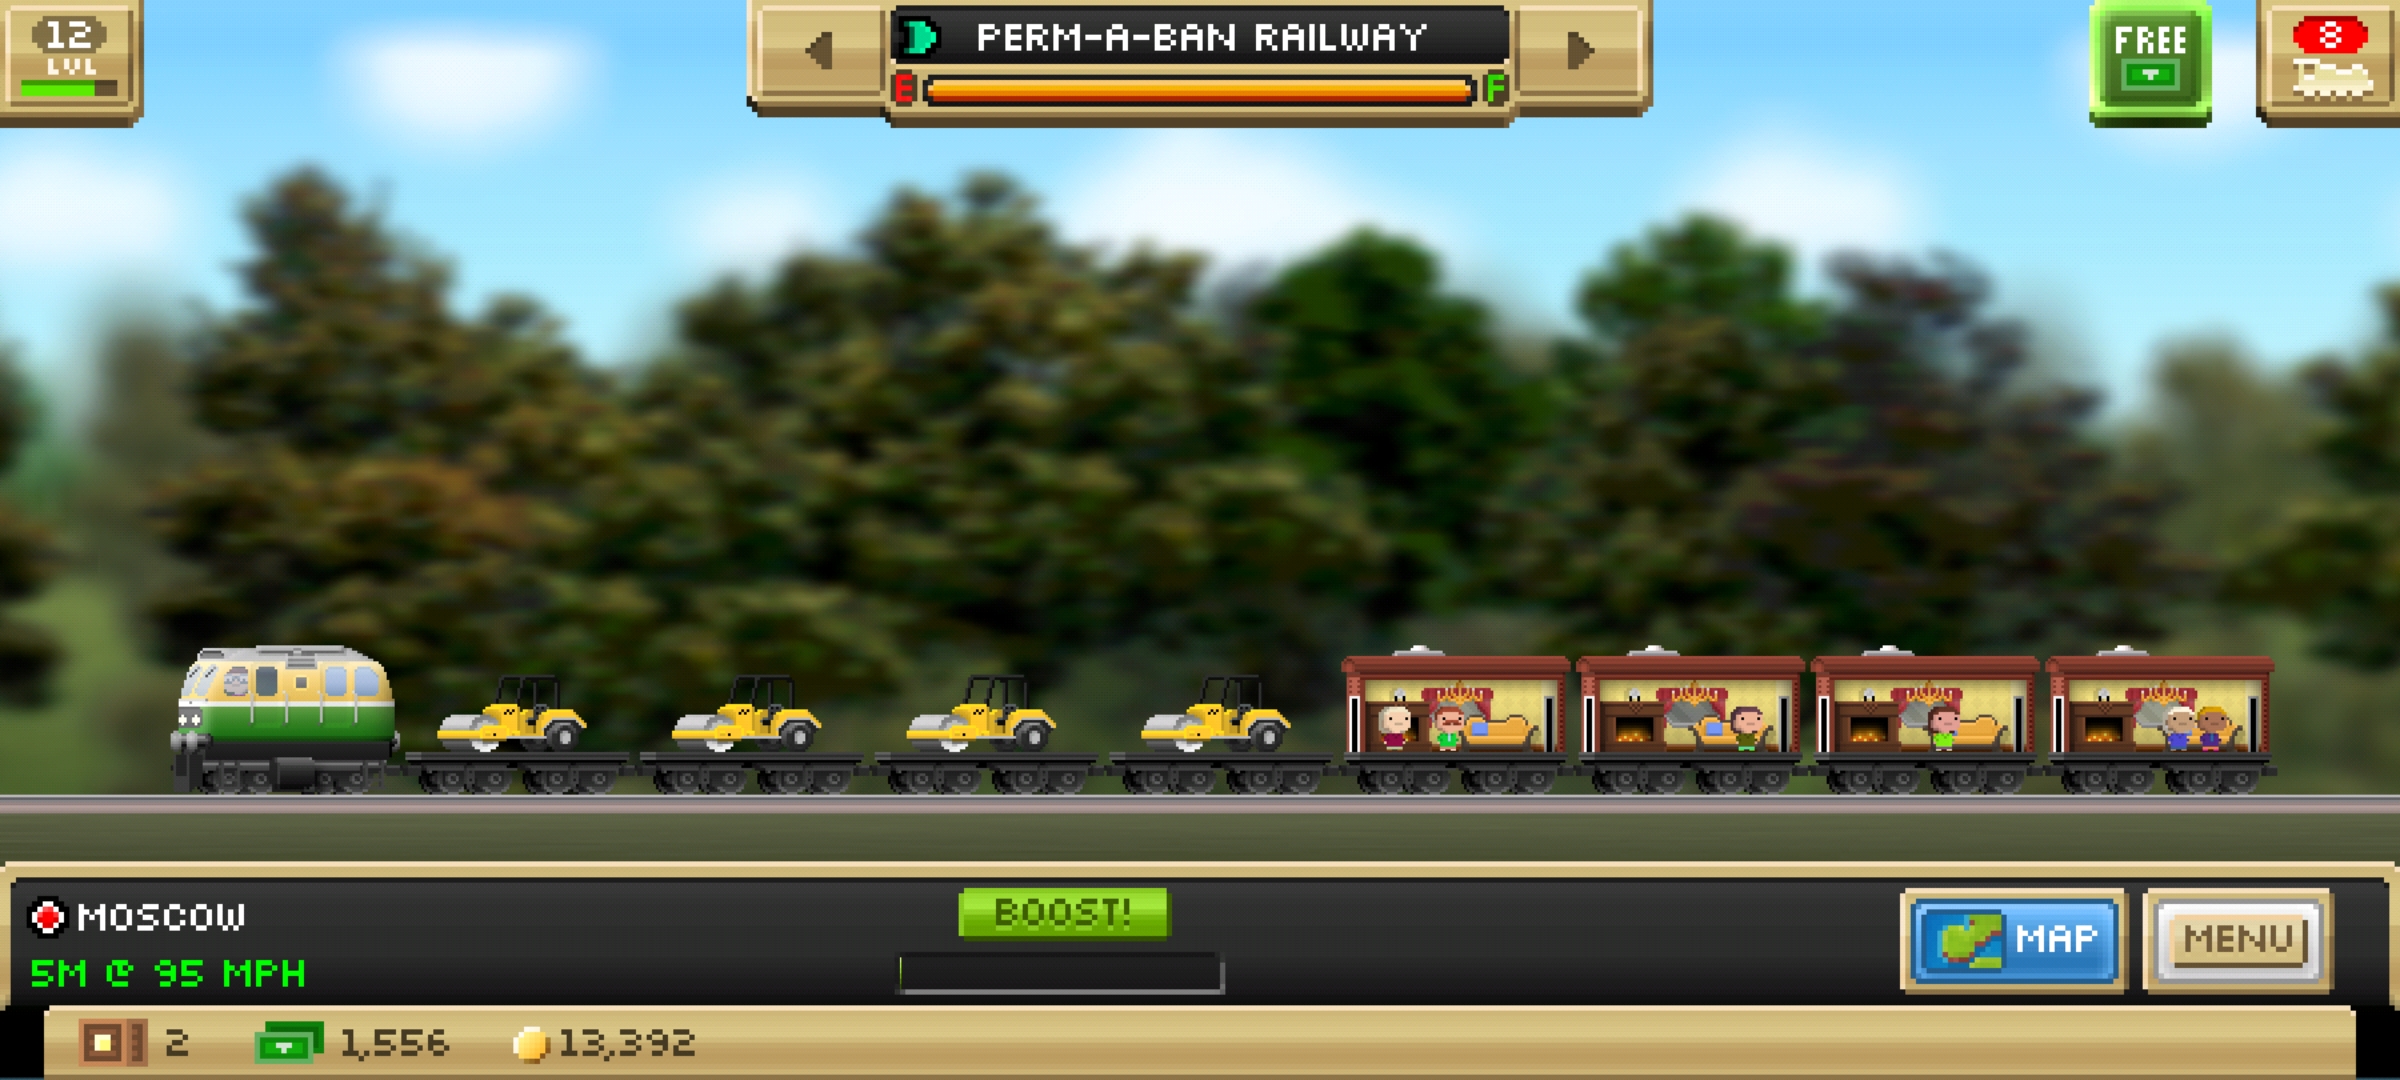 12
LVL
PERM-A-BAN RAILWAY
E F
FREE
8
MOSCOW
5M @ 95 MPH
BOOST!
MAP
MENU
2
1,556
13,392